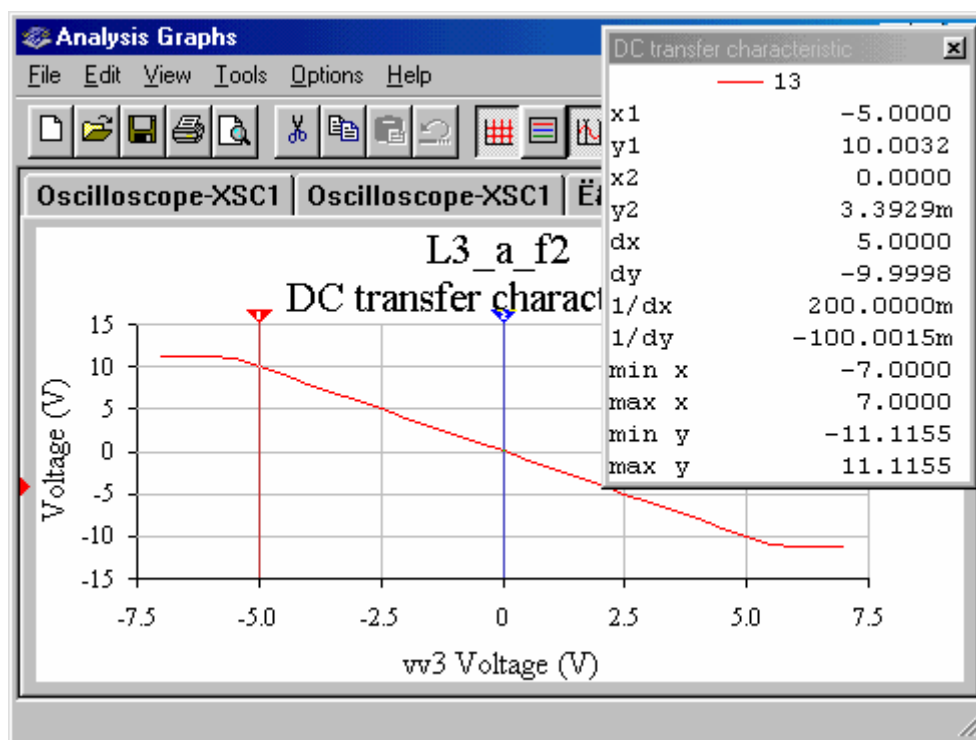 Analysis Graphs
File Edit View Tools Options Help
Oscilloscope-XSC1 Oscilloscope-XSC1
L3_a_f2
DC transfer charact
15
10
5
0
-5
-10
-15
Voltage (V)
1
2
-7.5 -5.0 -2.5 0 2.5 5.0 7.5
vv3 Voltage (V)
DC transfer characteristic
13
x1 -5.0000
y1 10.0032
x2 0.0000
y2 3.3929m
dx 5.0000
dy -9.9998
1/dx 200.0000m
1/dy -100.0015m
min x -7.0000
max x 7.0000
min y -11.1155
max y 11.1155